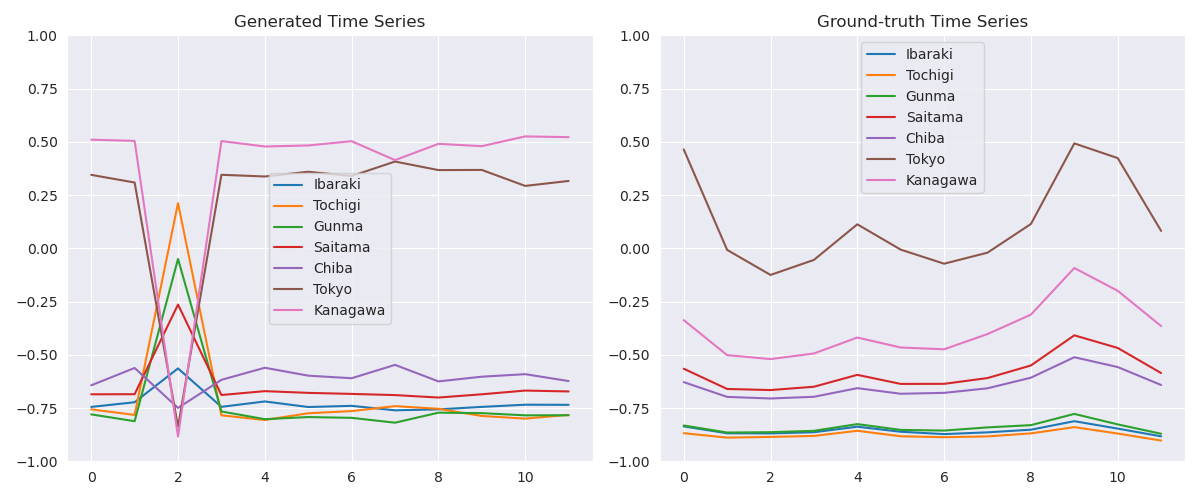 Generated Time Series
1.00
0.75
0.50
0.25
0.00
−0.25
−0.50
−0.75
−1.00
0 2 4 6 8 10
Ibaraki
Tochigi
Gunma
Saitama
Chiba
Tokyo
Kanagawa
Ground-truth Time Series
1.00
0.75
0.50
0.25
0.00
−0.25
−0.50
−0.75
−1.00
0 2 4 6 8 10
Ibaraki
Tochigi
Gunma
Saitama
Chiba
Tokyo
Kanagawa